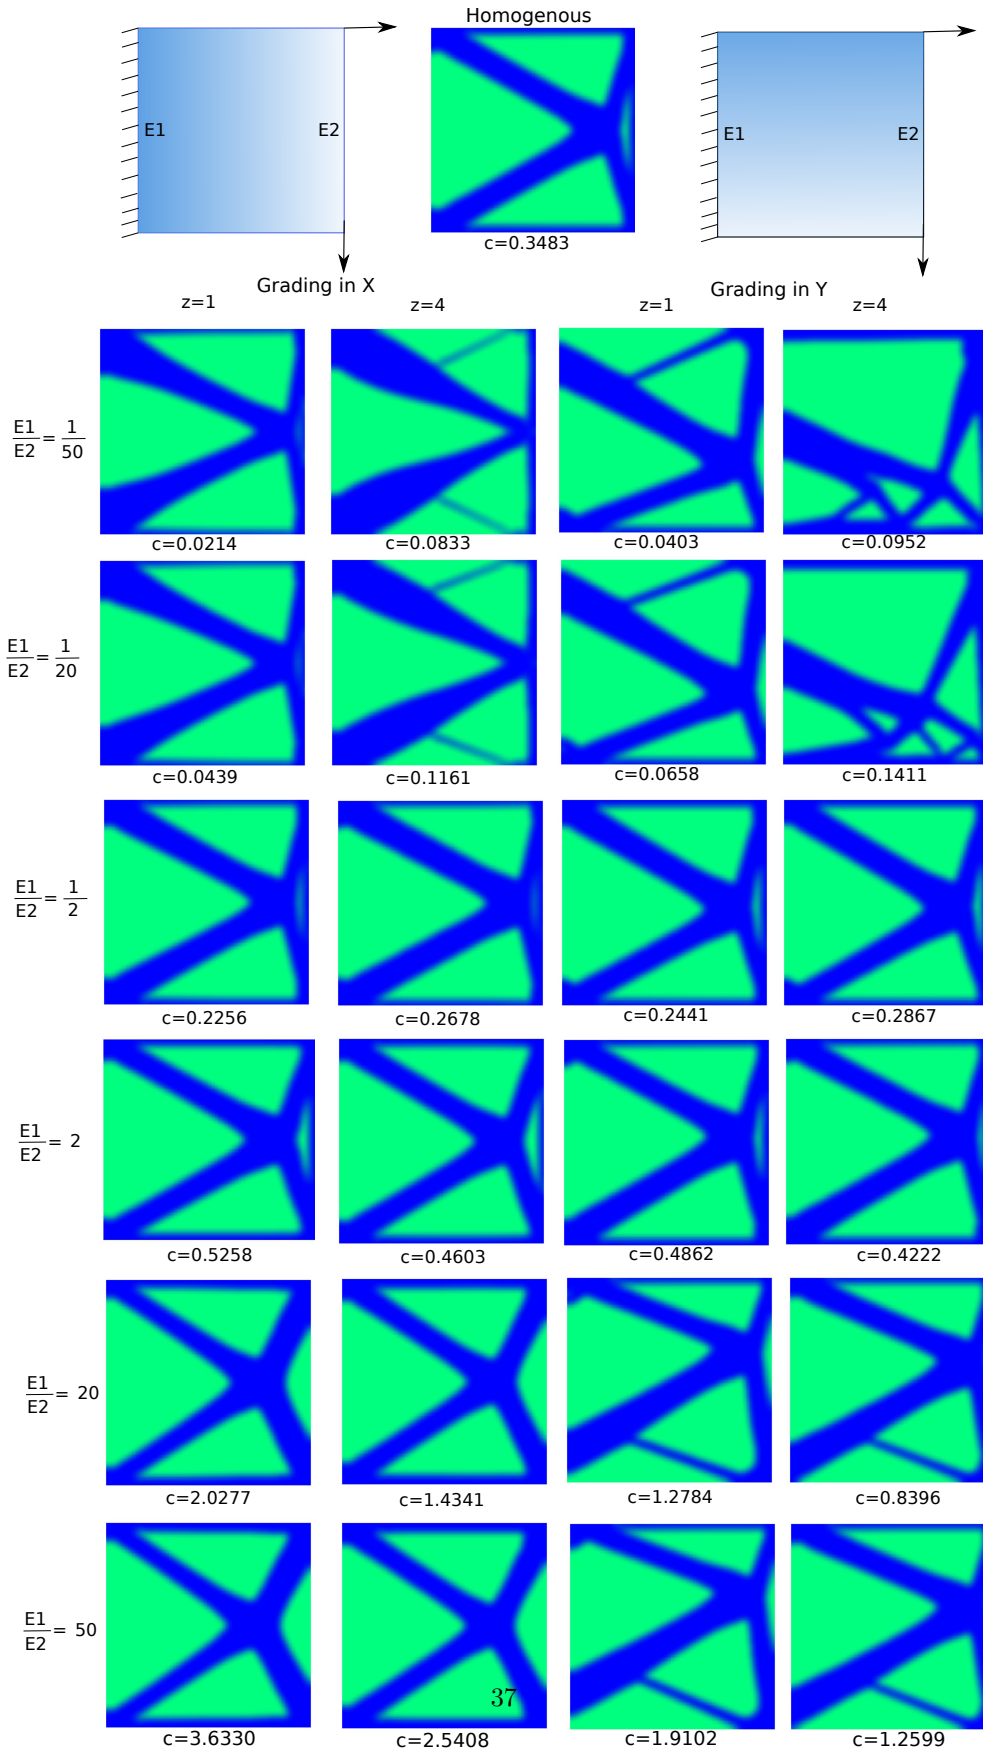 Homogenous
E1 E2
E1 E2
c=0.3483
Grading in X
Grading in Y
z=1 z=4 z=1 z=4
E1/E2 = 1/50
c=0.0214 c=0.0833 c=0.0403 c=0.0952
E1/E2 = 1/20
c=0.0439 c=0.1161 c=0.0658 c=0.1411
E1/E2 = 1/2
c=0.2256 c=0.2678 c=0.2441 c=0.2867
E1/E2 = 2
c=0.5258 c=0.4603 c=0.4862 c=0.4222
E1/E2 = 20
c=2.0277 c=1.4341 c=1.2784 c=0.8396
E1/E2 = 50
37
c=3.6330 c=2.5408 c=1.9102 c=1.2599